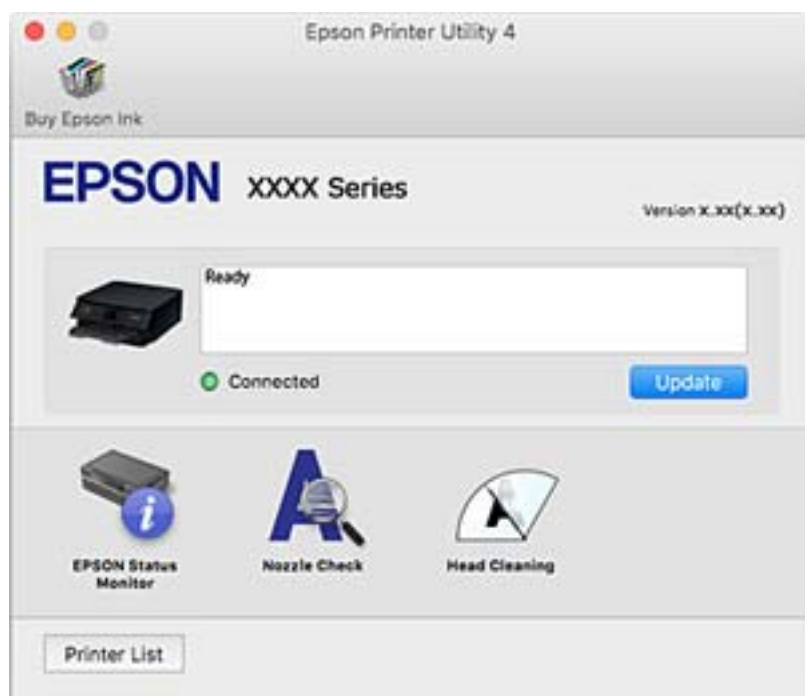 Epson Printer Utility 4
Buy Epson Ink
EPSON XXXX Series
Version x.xx(x.xx)
Ready
Connected
Update
EPSON Status
Monitor
Nozzle Check
Head Cleaning
Printer List